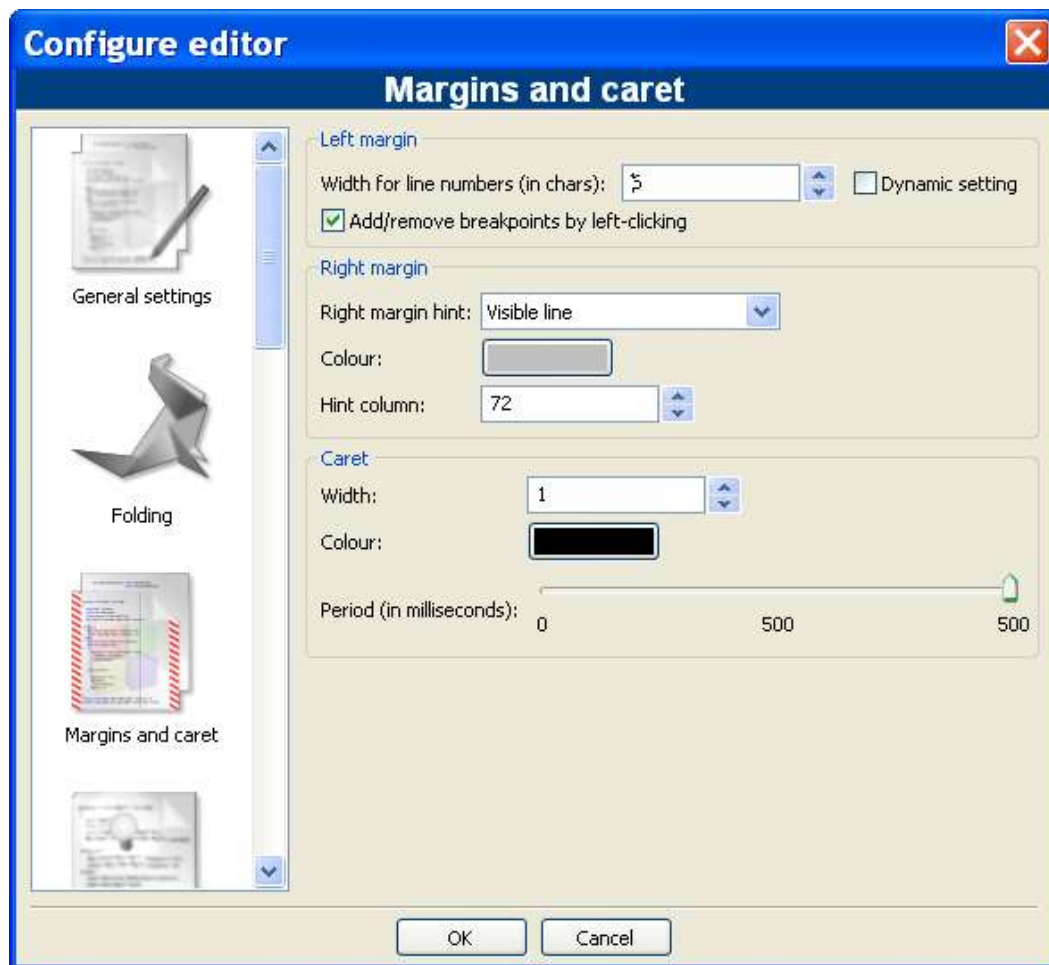 Configure editor
Margins and caret
General settings
Folding
Margins and caret
Left margin
Width for line numbers (in chars): 5 Dynamic setting
Add/remove breakpoints by left-clicking
Right margin
Right margin hint: Visible line
Colour:
Hint column: 72
Caret
Width: 1
Colour:
Period (in milliseconds):
0 500 500
OK Cancel